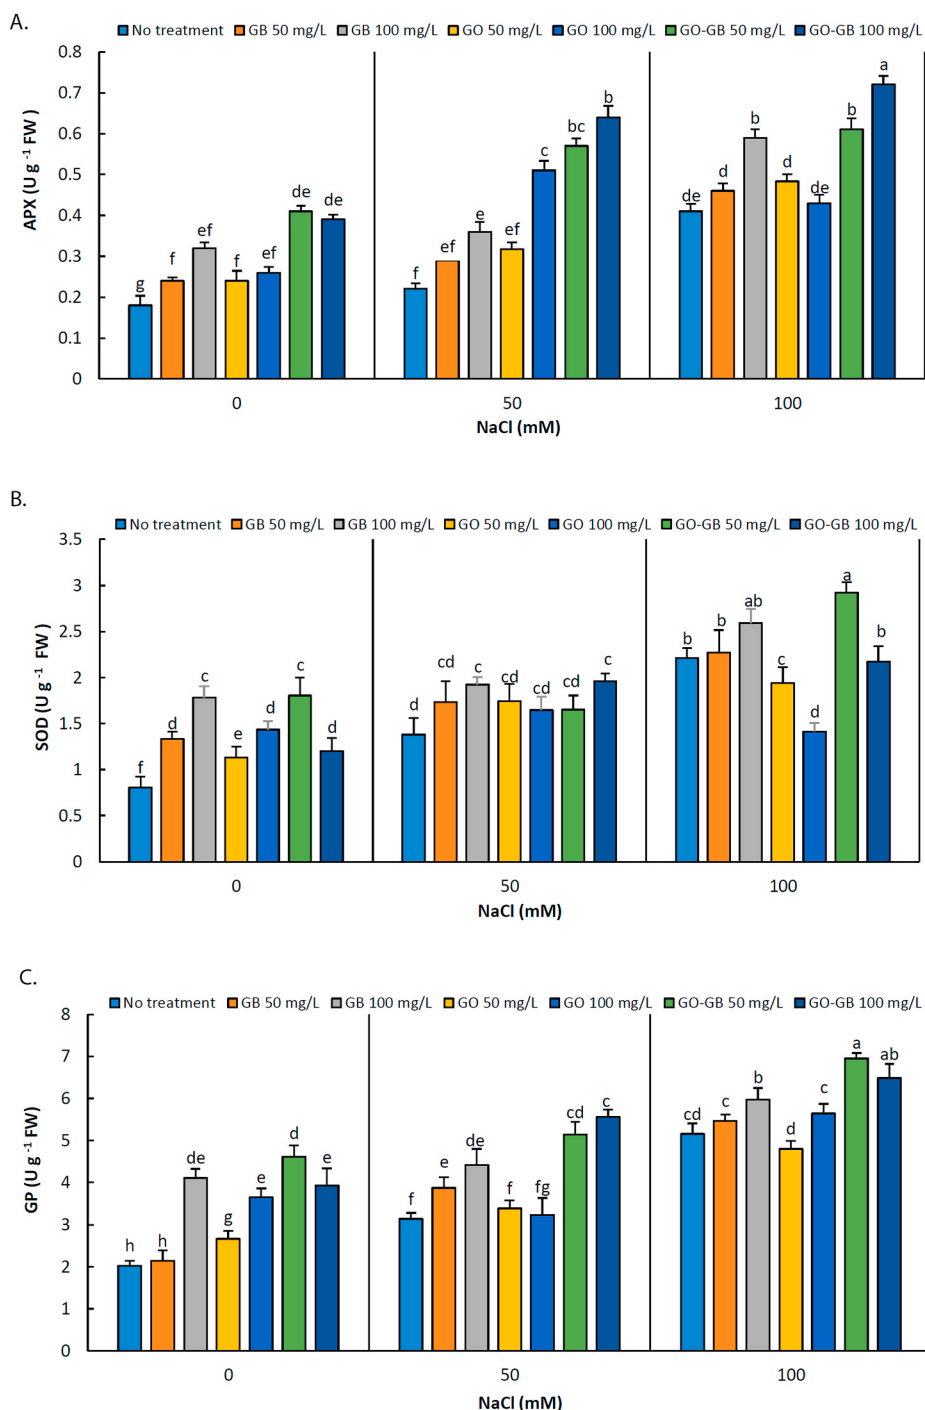 A.
No treatment GB 50 mg/L GB 100 mg/L GO 50 mg/L GO 100 mg/L GO-GB 50 mg/L GO-GB 100 mg/L
0.8
0.7
0.6
0.5
0.4
0.3
0.2
0.1
0
APX (U g -1 FW )
g f ef f ef de de
f ef e ef c bc b
de d b d de b a
0 50 100
NaCl (mM)
B.
No treatment GB 50 mg/L GB 100 mg/L GO 50 mg/L GO 100 mg/L GO-GB 50 mg/L GO-GB 100 mg/L
3.5
3
2.5
2
1.5
1
0.5
0
SOD (U g -1 FW )
f d c e d c d
d cd c cd cd cd c
b b ab c d a b
0 50 100
NaCl (mM)
C.
No treatment GB 50 mg/L GB 100 mg/L GO 50 mg/L GO 100 mg/L GO-GB 50 mg/L GO-GB 100 mg/L
8
7
6
5
4
3
2
1
0
GP (U g -1 FW)
h h de g e d e
f e de f fg cd c
cd c b d c a ab
0 50 100
NaCl (mM)